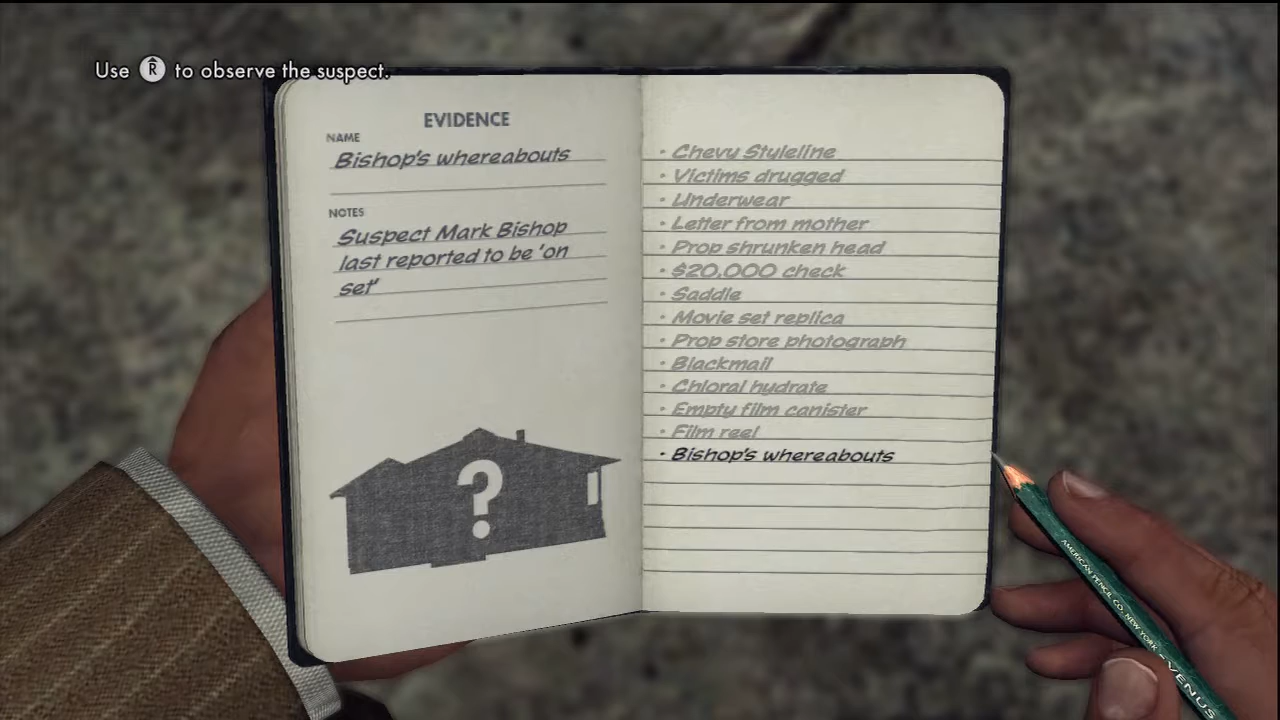 Use R to observe the suspect.
EVIDENCE
NAME
Bishop's whereabouts
NOTES
Suspect Mark Bishop
last reported to be 'on
set'
?
• Chevy Styleline
• Victims drugged
• Underwear
• Letter from mother
• Prop shrunken head
• $20,000 check
• Saddle
• Movie set replica
• Prop store photograph
• Blackmail
• Chloral hydrate
• Empty film canister
• Film reel
• Bishop's whereabouts
AMERICAN PENCIL CO. NEW YORK VENUS